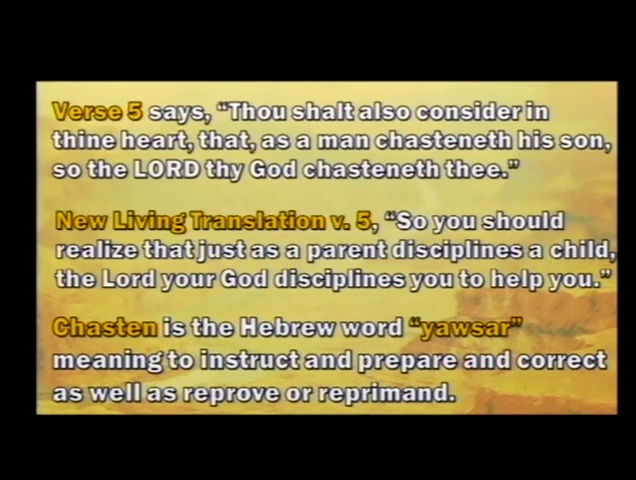 Verse 5 says, “Thou shalt also consider in
thine heart, that, as a man chasteneth his son,
so the LORD thy God chasteneth thee.”
New Living Translation v. 5, “So you should
realize that just as a parent disciplines a child,
the Lord your God disciplines you to help you.”
Chasten is the Hebrew word “yawsar”
meaning to instruct and prepare and correct
as well as reprove or reprimand.